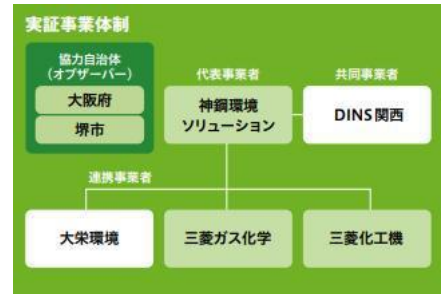 実証事業体制
協力自治体
(オブザーバー)
大阪府
堺市
代表事業者
神鋼環境
ソリューション
共同事業者
DINS関西
連携事業者
大栄環境
三菱ガス化学
三菱化工機